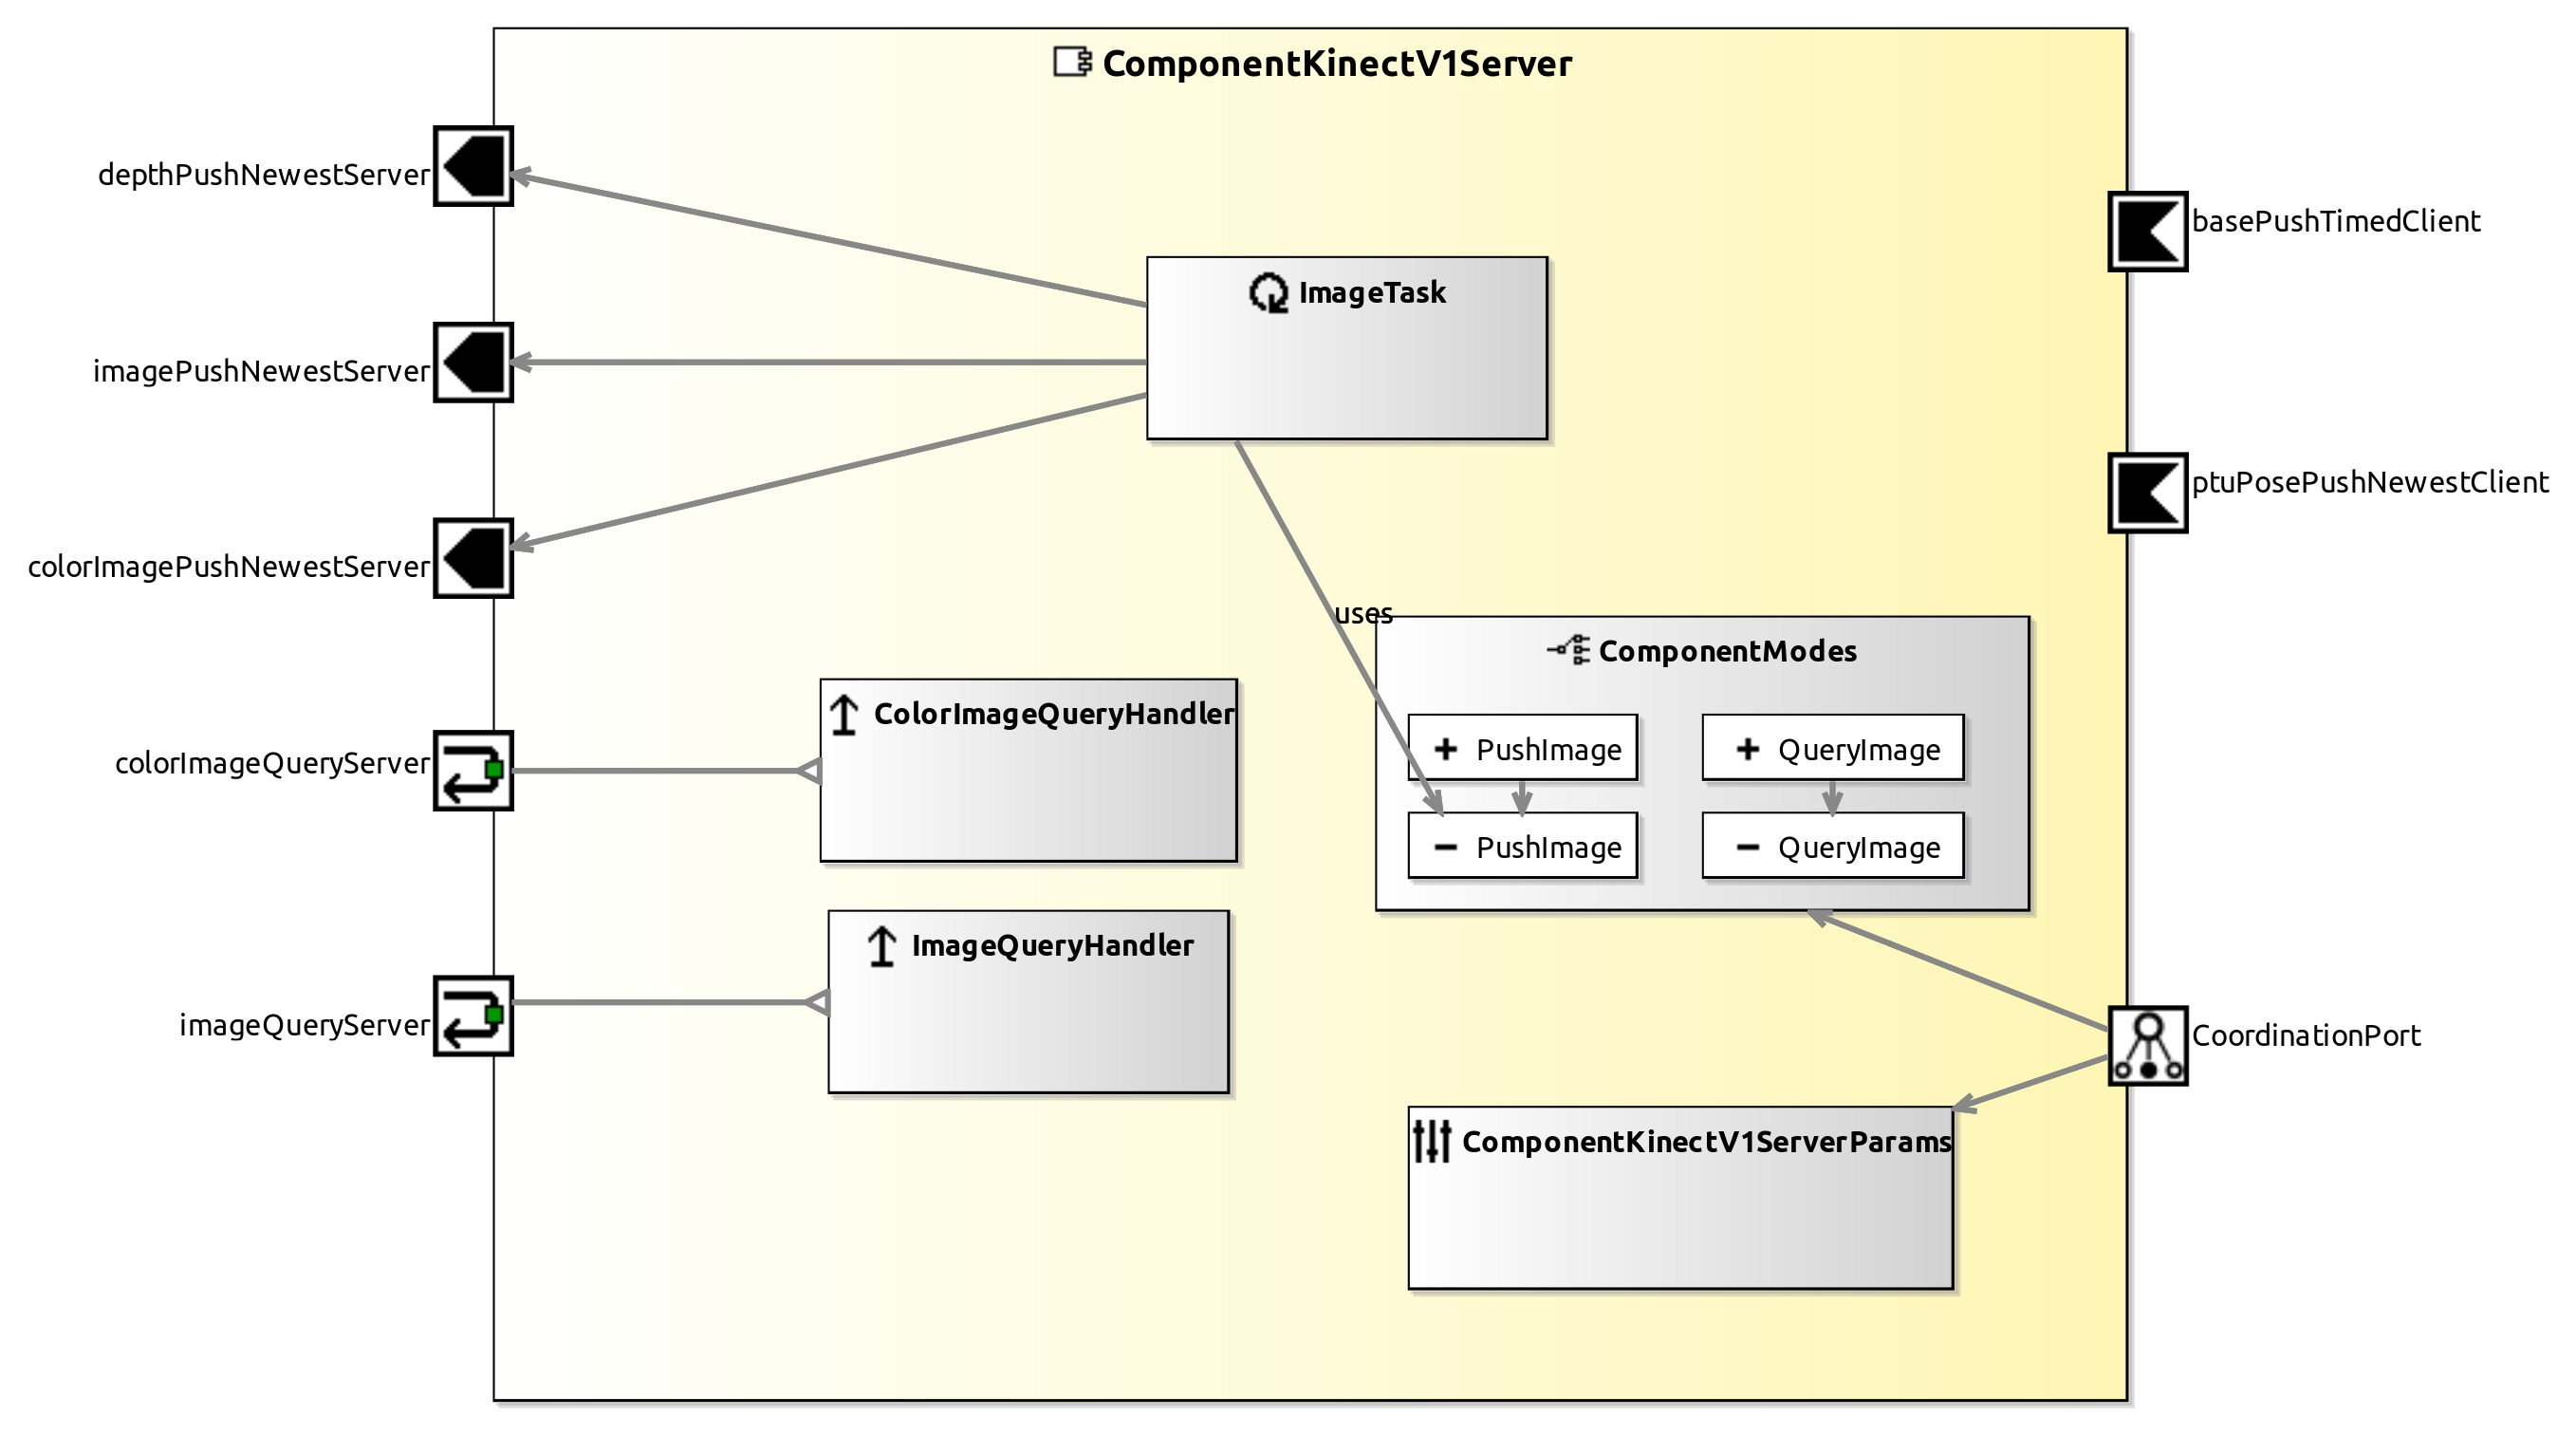 ComponentKinectV1Server
depthPushNewestServer
basePushTimedClient
ImageTask
imagePushNewestServer
ptuPosePushNewestClient
colorImagePushNewestServer
uses
ComponentModes
ColorImageQueryHandler
colorImageQueryServer
+ PushImage
+ QueryImage
- PushImage
- QueryImage
ImageQueryHandler
imageQueryServer
CoordinationPort
ComponentKinectV1ServerParams